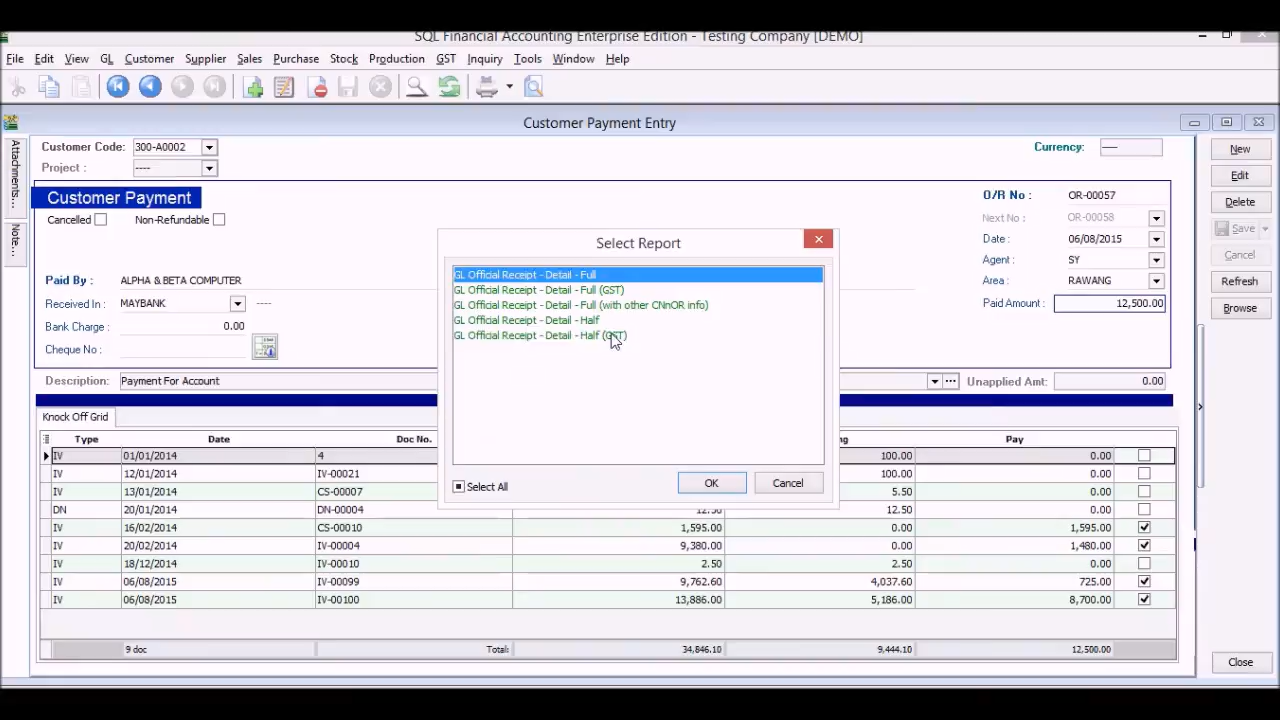 SQL Financial Accounting Enterprise Edition - Testing Company [DEMO]
File Edit View GL Customer Supplier Sales Purchase Stock Production GST Inquiry Tools Window Help
Customer Payment Entry
Attachments...
Note...
Customer Code: 300-A0002
Currency: ----
Project : ----
Customer Payment
Cancelled Non-Refundable
O/R No : OR-00057
Next No : OR-00058
Date : 06/08/2015
Agent : SY
Paid By : ALPHA & BETA COMPUTER
Area : RAWANG
Received In : MAYBANK ----
Paid Amount : 12,500.00
Bank Charge : 0.00
Cheque No :
Description: Payment For Account
Unapplied Amt: 0.00
New
Edit
Delete
Save
Cancel
Refresh
Browse
Select Report
GL Official Receipt - Detail - Full
GL Official Receipt - Detail - Full (GST)
GL Official Receipt - Detail - Full (with other CNnOR info)
GL Official Receipt - Detail - Half
GL Official Receipt - Detail - Half (GST)
Select All
OK
Cancel
Knock Off Grid
Type Date Doc No. Pay
IV 01/01/2014 4 100.00 0.00
IV 12/01/2014 IV-00021 100.00 0.00
IV 13/01/2014 CS-00007 5.50 0.00
DN 20/01/2014 DN-00004 12.50 12.50 0.00
IV 16/02/2014 CS-00010 1,595.00 0.00 1,595.00
IV 20/02/2014 IV-00004 9,380.00 0.00 1,480.00
IV 18/12/2014 IV-00010 2.50 2.50 0.00
IV 06/08/2015 IV-00099 9,762.60 4,037.60 725.00
IV 06/08/2015 IV-00100 13,886.00 5,186.00 8,700.00
9 doc Total: 34,846.10 9,444.10 12,500.00
Close